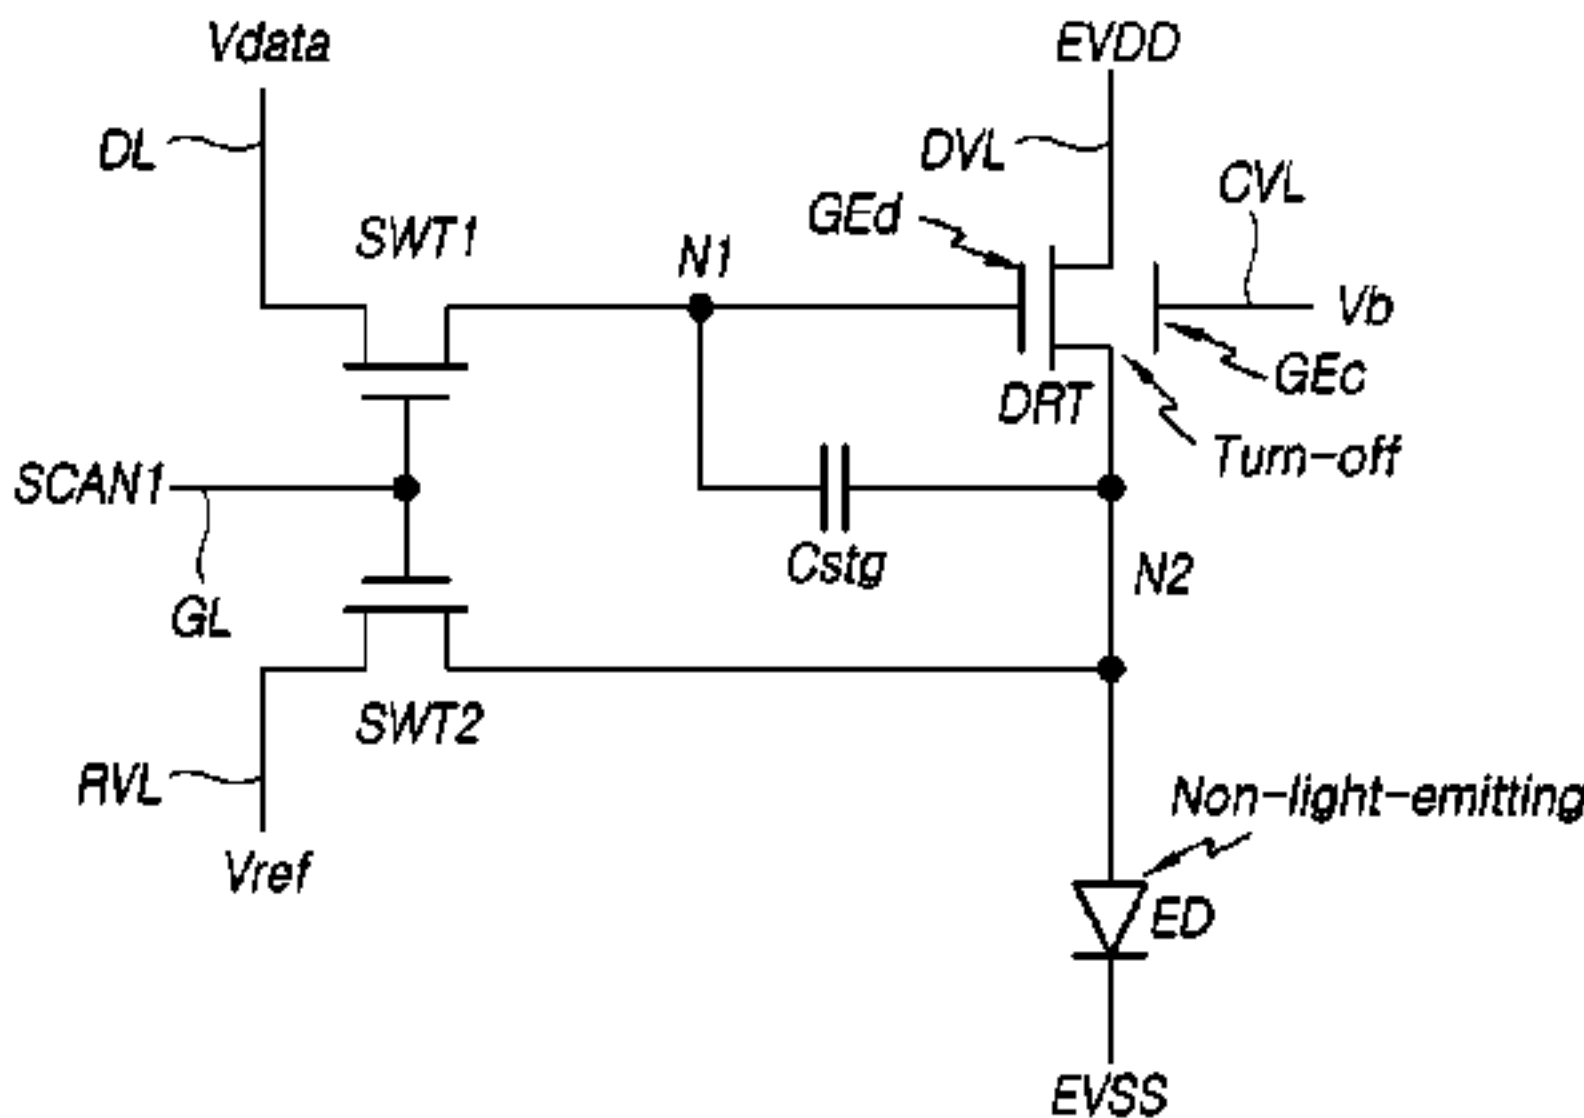 Vdata
EVDD
DL
DVL
CVL
GEd
SWT1
N1
Vb
GEc
DRT
Turn-off
SCAN1
Cstg
N2
GL
SWT2
RVL
Non-light-emitting
Vref
ED
EVSS